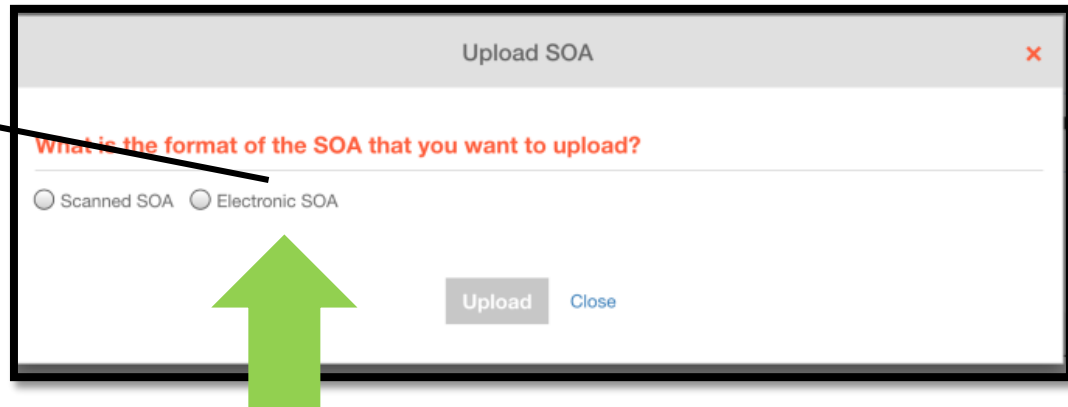 Upload SOA
What is the format of the SOA that you want to upload?
Scanned SOA Electronic SOA
Upload Close